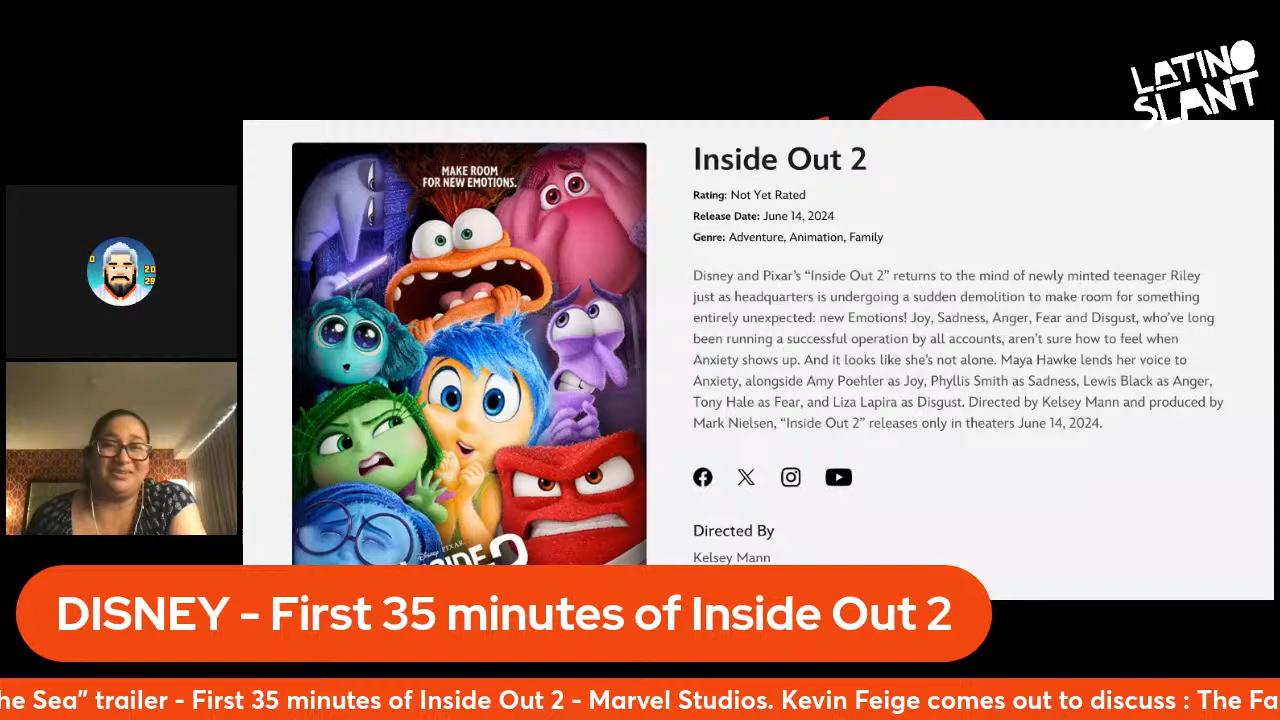 LATINO
SLANT
MAKE ROOM
FOR NEW EMOTIONS.
Disney PIXAR
Inside Out 2
Rating: Not Yet Rated
Release Date: June 14, 2024
Genre: Adventure, Animation, Family
Disney and Pixar’s “Inside Out 2” returns to the mind of newly minted teenager Riley
just as headquarters is undergoing a sudden demolition to make room for something
entirely unexpected: new Emotions! Joy, Sadness, Anger, Fear and Disgust, who’ve long
been running a successful operation by all accounts, aren’t sure how to feel when
Anxiety shows up. And it looks like she’s not alone. Maya Hawke lends her voice to
Anxiety, alongside Amy Poehler as Joy, Phyllis Smith as Sadness, Lewis Black as Anger,
Tony Hale as Fear, and Liza Lapira as Disgust. Directed by Kelsey Mann and produced by
Mark Nielsen, “Inside Out 2” releases only in theaters June 14, 2024.
Directed By
Kelsey Mann
DISNEY - First 35 minutes of Inside Out 2
he Sea” trailer - First 35 minutes of Inside Out 2 - Marvel Studios. Kevin Feige comes out to discuss : The Fa